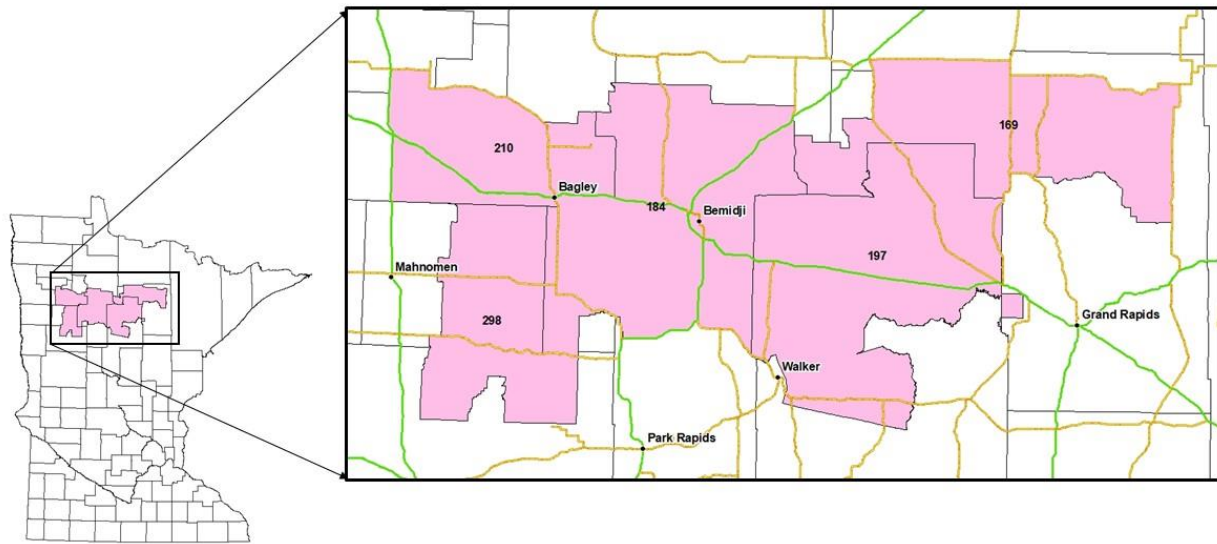 169
210
Bagley
184
Bemidji
197
Mahnomen
298
Grand Rapids
Walker
Park Rapids